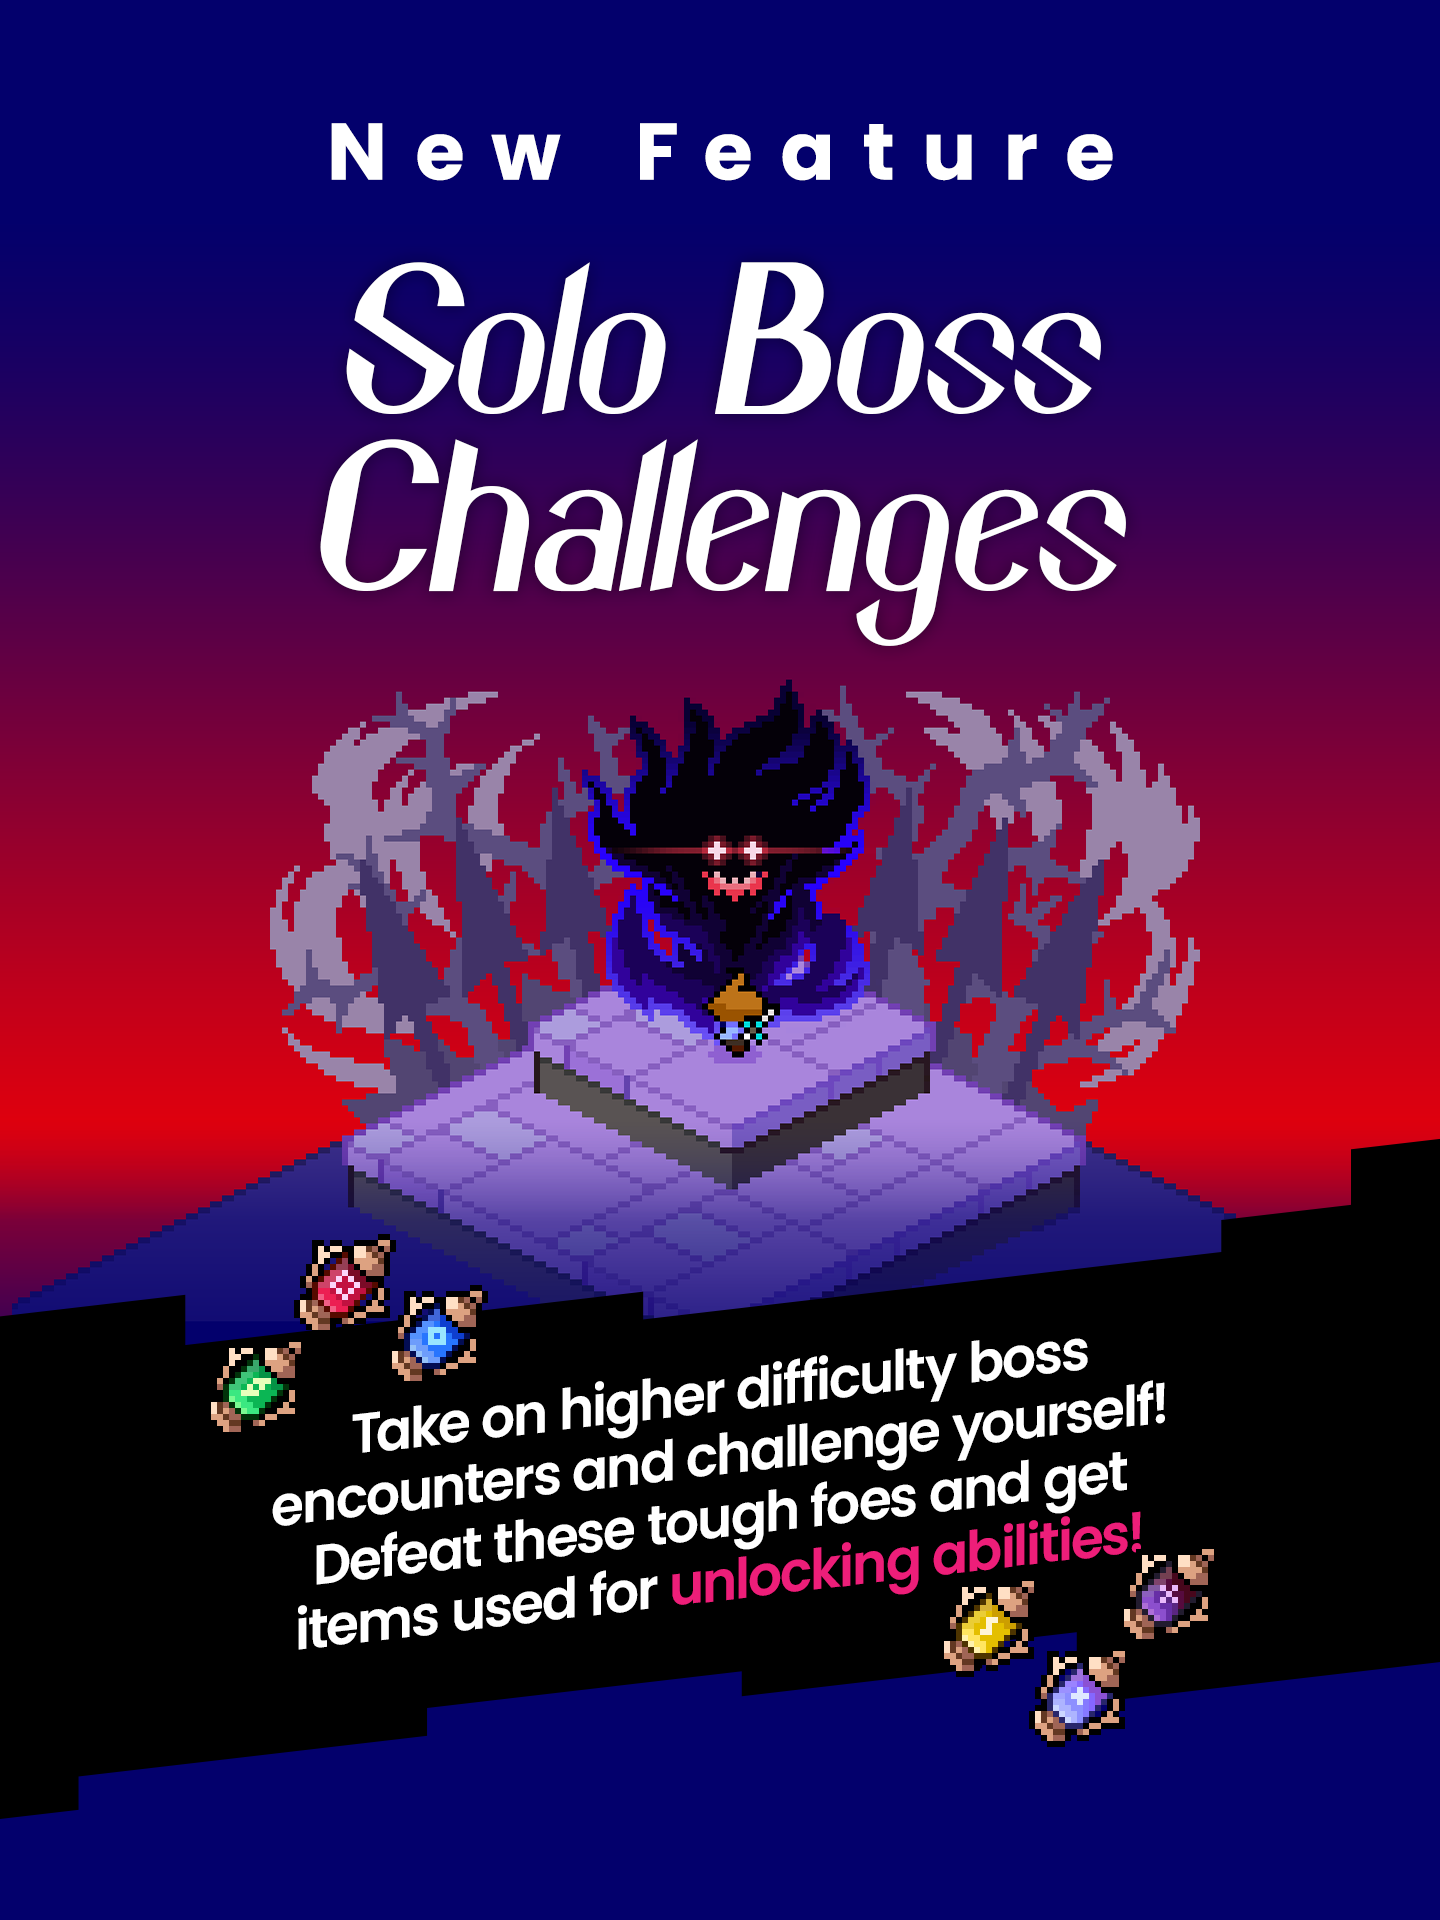 New Feature
Solo Boss
Challenges
Take on higher difficulty boss
encounters and challenge yourself!
Defeat these tough foes and get
items used for unlocking abilities!